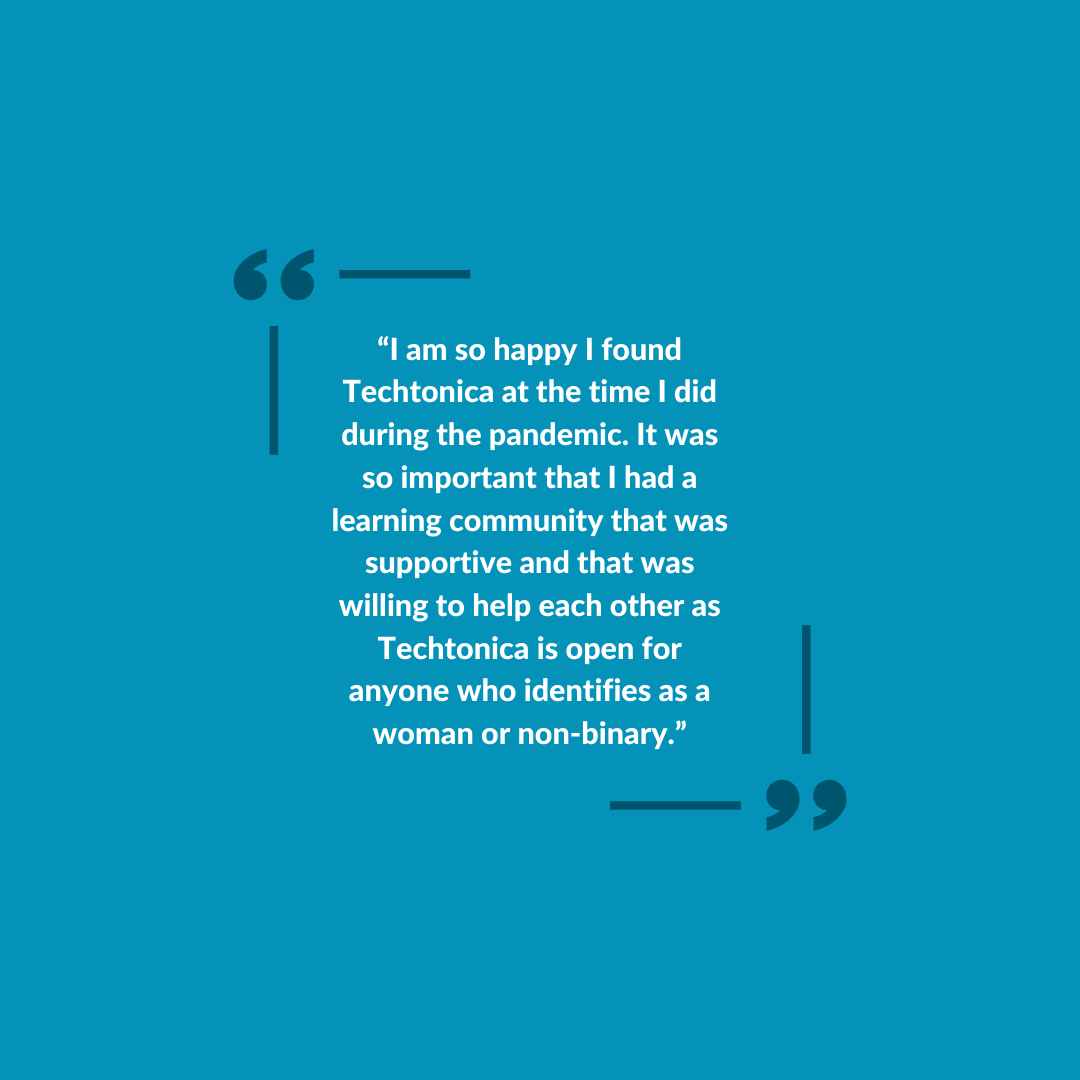 “I am so happy I found
Techtonica at the time I did
during the pandemic. It was
so important that I had a
learning community that was
supportive and that was
willing to help each other as
Techtonica is open for
anyone who identifies as a
woman or non-binary.”